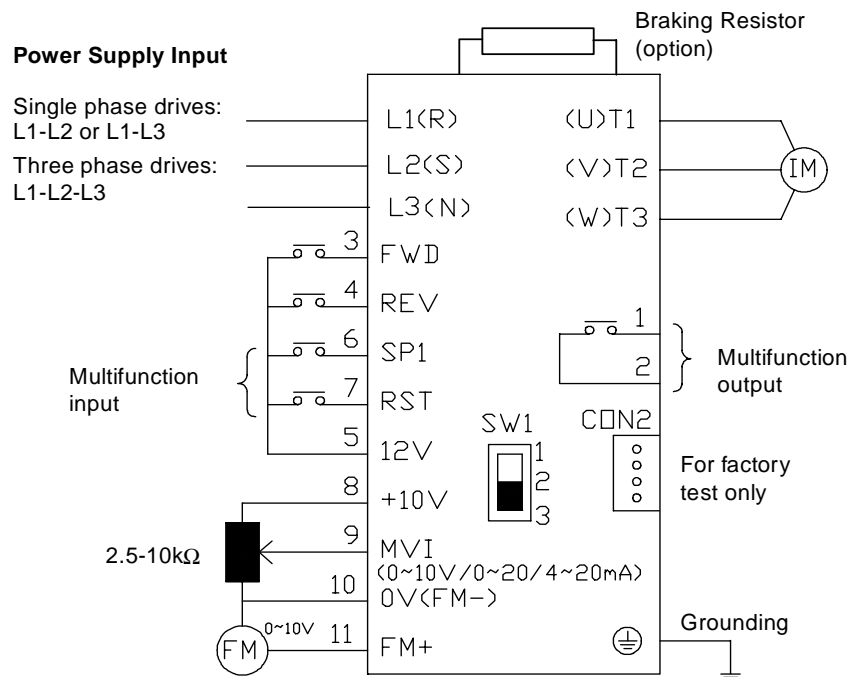 Braking Resistor
(option)
Power Supply Input
Single phase drives:
L1-L2 or L1-L3
Three phase drives:
L1-L2-L3
L1(R)
L2(S)
L3(N)
(U)T1
(V)T2
(W)T3
IM
3 FWD
4 REV
6 SP1
7 RST
5 12V
Multifunction
input
1
2
Multifunction
output
SW1
1
2
3
CON2
For factory
test only
8 +10V
9 MVI
(0~10V/0~20/4~20mA)
10 0V(FM-)
11 FM+
2.5-10kΩ
0~10V
FM
Grounding